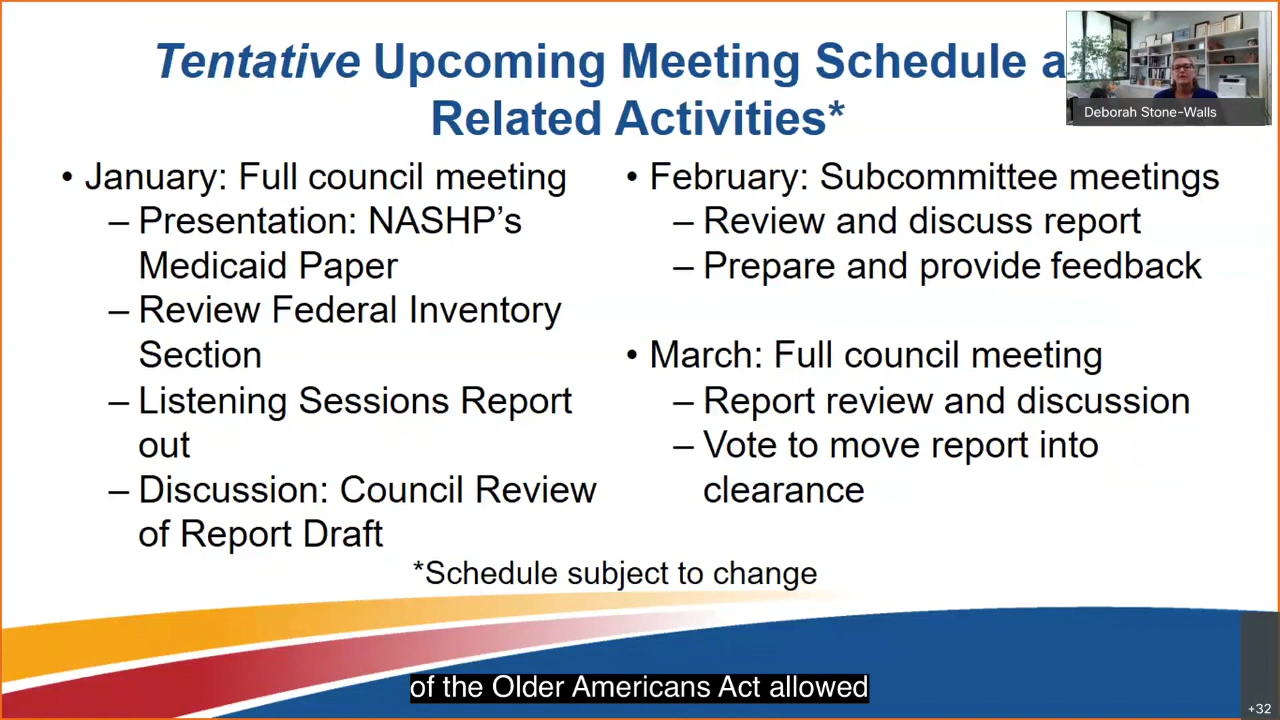 Tentative Upcoming Meeting Schedule a
Related Activities*
Deborah Stone-Walls
• January: Full council meeting
– Presentation: NASHP’s
Medicaid Paper
– Review Federal Inventory
Section
– Listening Sessions Report
out
– Discussion: Council Review
of Report Draft
• February: Subcommittee meetings
– Review and discuss report
– Prepare and provide feedback
• March: Full council meeting
– Report review and discussion
– Vote to move report into
clearance
*Schedule subject to change
of the Older Americans Act allowed
+32